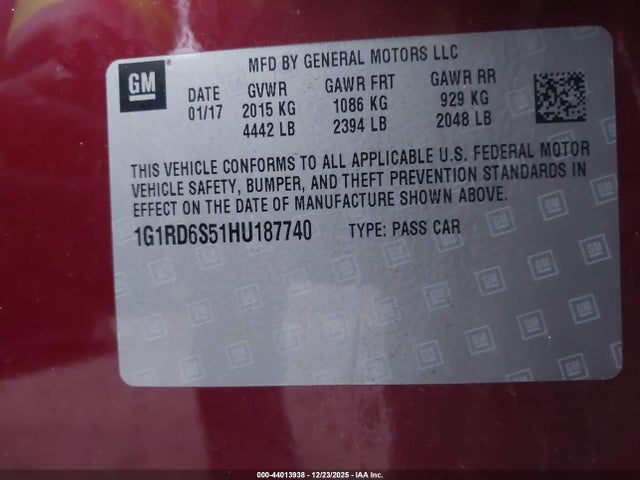 GM
MFD BY GENERAL MOTORS LLC
DATE GVWR GAWR FRT GAWR RR
01/17 2015 KG 1086 KG 929 KG
4442 LB 2394 LB 2048 LB
THIS VEHICLE CONFORMS TO ALL APPLICABLE U.S. FEDERAL MOTOR
VEHICLE SAFETY, BUMPER, AND THEFT PREVENTION STANDARDS IN
EFFECT ON THE DATE OF MANUFACTURE SHOWN ABOVE.
1G1RD6S51HU187740 TYPE: PASS CAR
000-44013938 - 12/23/2025 - IAA Inc.